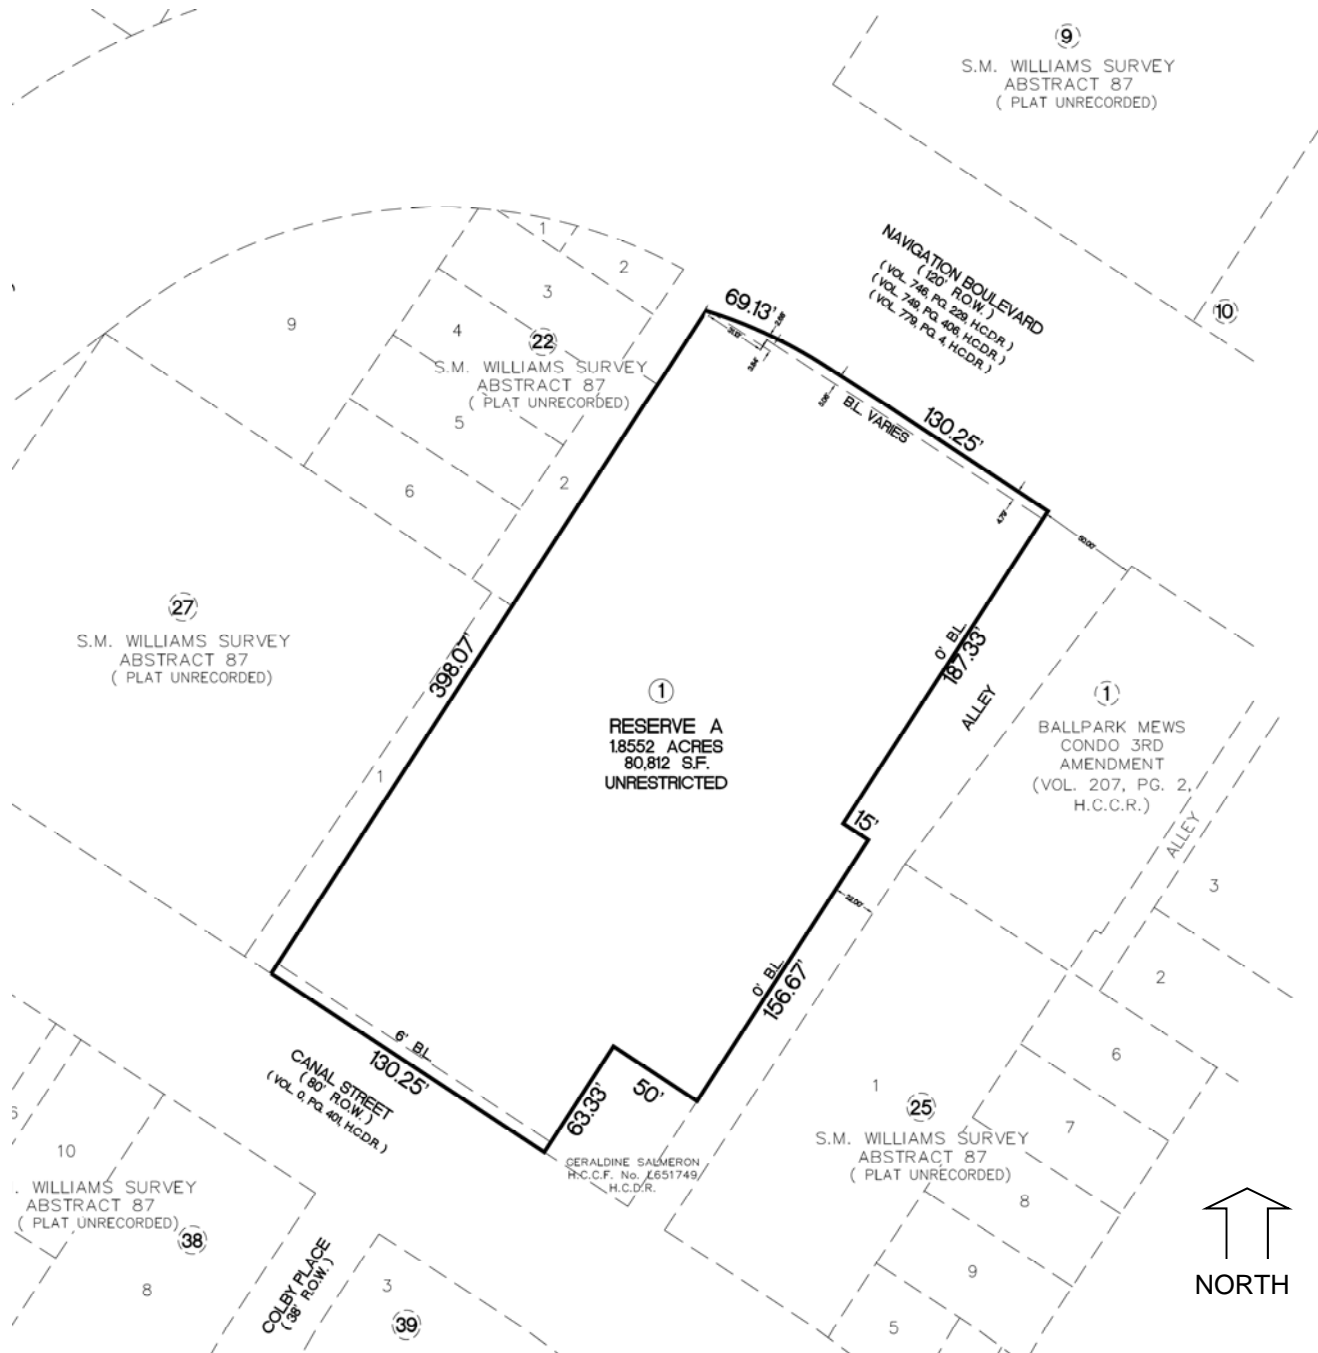 9
S.M. WILLIAMS SURVEY
ABSTRACT 87
( PLAT UNRECORDED)
10
NAVIGATION BOULEVARD
( 120' R.O.W. )
( VOL. 746, PG. 229, H.C.D.R. )
( VOL. 749, PG. 406, H.C.D.R. )
( VOL. 779, PG. 4, H.C.D.R. )
1
2
3
4
9
22
S.M. WILLIAMS SURVEY
ABSTRACT 87
( PLAT UNRECORDED)
5
6
2
69.13'
130.25'
B.L. VARIES
4.79'
27
S.M. WILLIAMS SURVEY
ABSTRACT 87
( PLAT UNRECORDED)
398.07'
1
1
RESERVE A
1.8552 ACRES
80,812 S.F.
UNRESTRICTED
0' B.L.
187.33'
ALLEY
1
BALLPARK MEWS
CONDO 3RD
AMENDMENT
(VOL. 207, PG. 2,
H.C.C.R.)
ALLEY
3
2
15'
0' B.L.
156.67'
6' B.L.
130.25'
CANAL STREET
( 80' R.O.W. )
( VOL. 0, PG. 401, H.C.D.R. )
63.33'
50'
GERALDINE SALMERON
H.C.C.F. No. L651749
H.C.D.R.
1
25
S.M. WILLIAMS SURVEY
ABSTRACT 87
( PLAT UNRECORDED)
6
7
8
9
5
6
10
. WILLIAMS SURVEY
ABSTRACT 87
( PLAT UNRECORDED)
38
8
COLBY PLACE
( 38' R.O.W. )
3
39
NORTH